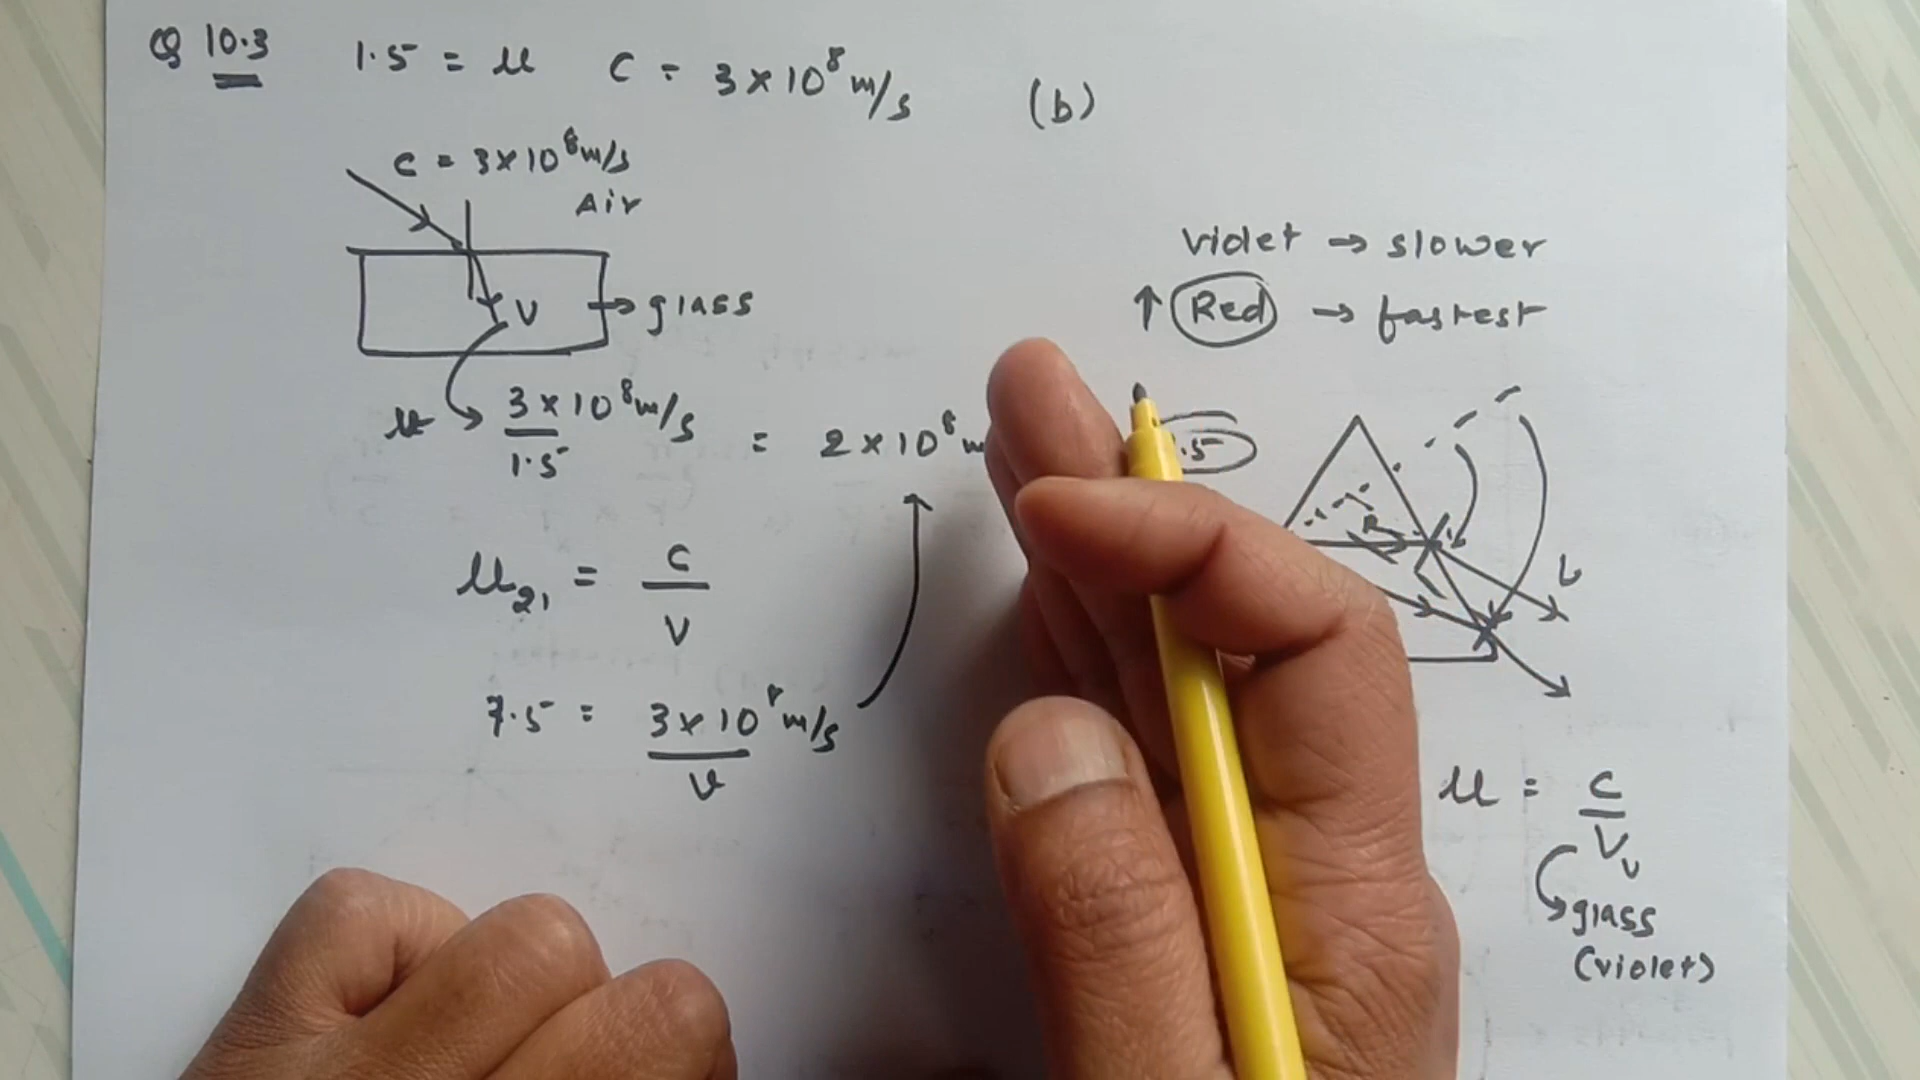 Q 10.3 1.5 = μ C = 3×10⁸ m/s (b)
C = 3×10⁸ m/s
Air
V → glass
3×10⁸ m/s / 1.5 = 2×10⁸ m
μ₂₁ = C / V
1.5 = 3×10⁸ m/s / v
violet → slower
↑ Red → fastest
.5
R
μ = C / Vᵥ
glass
(violet)